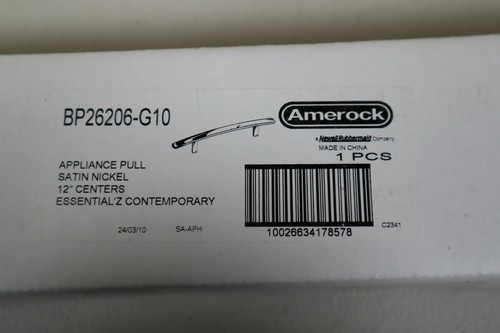 BP26206-G10
Amerock
A Newell Rubbermaid Company
MADE IN CHINA
1 PCS
APPLIANCE PULL
SATIN NICKEL
12" CENTERS
ESSENTIAL'Z CONTEMPORARY
24/03/10 SA-APH
10026634178578
C2341